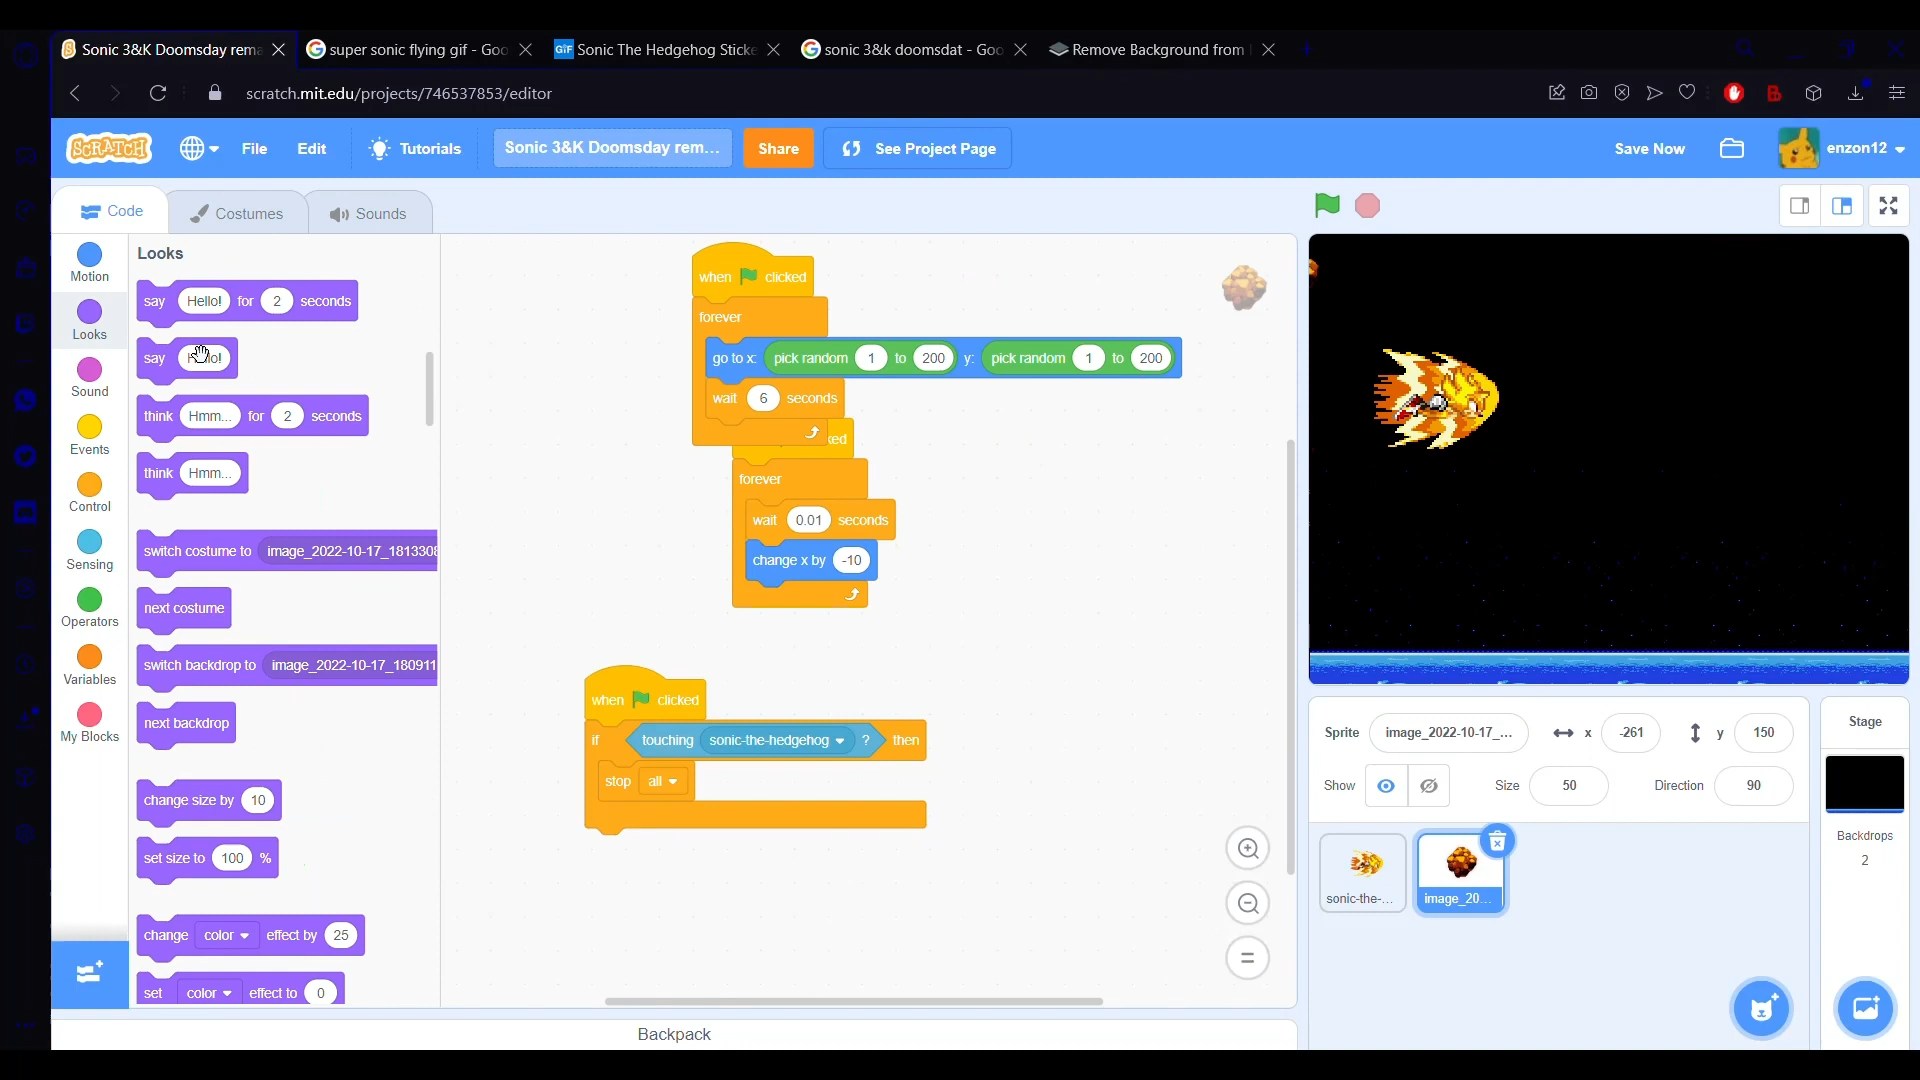 Sonic 3&K Doomsday rema
super sonic flying gif - Goo
GIF Sonic The Hedgehog Sticke
sonic 3&k doomsdat - Goo
Remove Background from
scratch.mit.edu/projects/746537853/editor
SCRATCH File Edit Tutorials Sonic 3&K Doomsday rem... Share See Project Page Save Now enzon12
Code Costumes Sounds
Motion
Looks
Sound
Events
Control
Sensing
Operators
Variables
My Blocks
Looks
say Hello! for 2 seconds
say
think Hmm... for 2 seconds
think Hmm...
switch costume to image_2022-10-17_1813308
next costume
switch backdrop to image_2022-10-17_180911
next backdrop
change size by 10
set size to 100 %
change color effect by 25
set color effect to 0
when clicked
forever
go to x: pick random 1 to 200 y: pick random 1 to 200
wait 6 seconds
ked
forever
wait 0.01 seconds
change x by -10
when clicked
if touching sonic-the-hedgehog ? then
stop all
Backpack
Sprite image_2022-10-17_... x -261 y 150
Show Size 50 Direction 90
sonic-the-...
image_20...
Stage
Backdrops
2